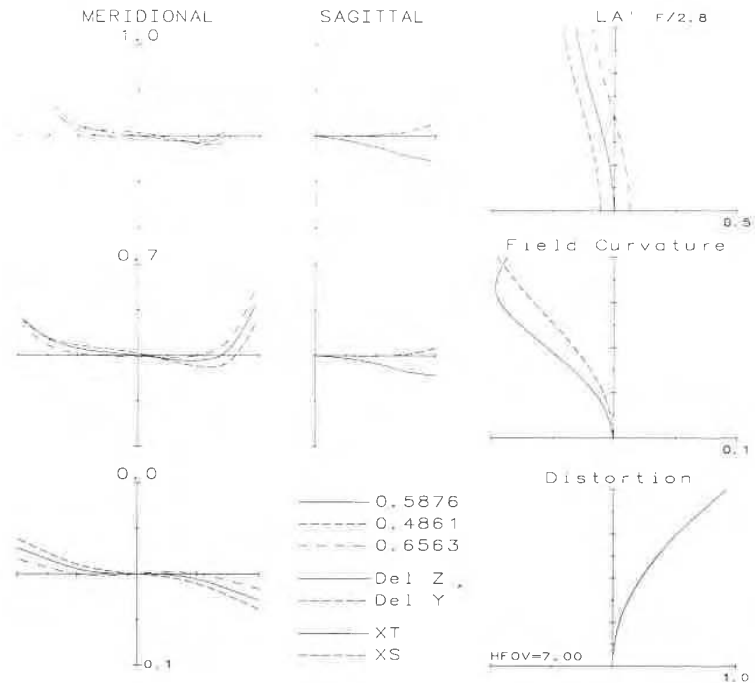 MERIDIONAL
1.0
SAGITTAL
LA' F/2.8
0.5
0.7
Field Curvature
0.1
0.0
0.1
0.5876
0.4861
0.6563
Del Z
Del Y
XT
XS
Distortion
HFOV=7.00
1.0